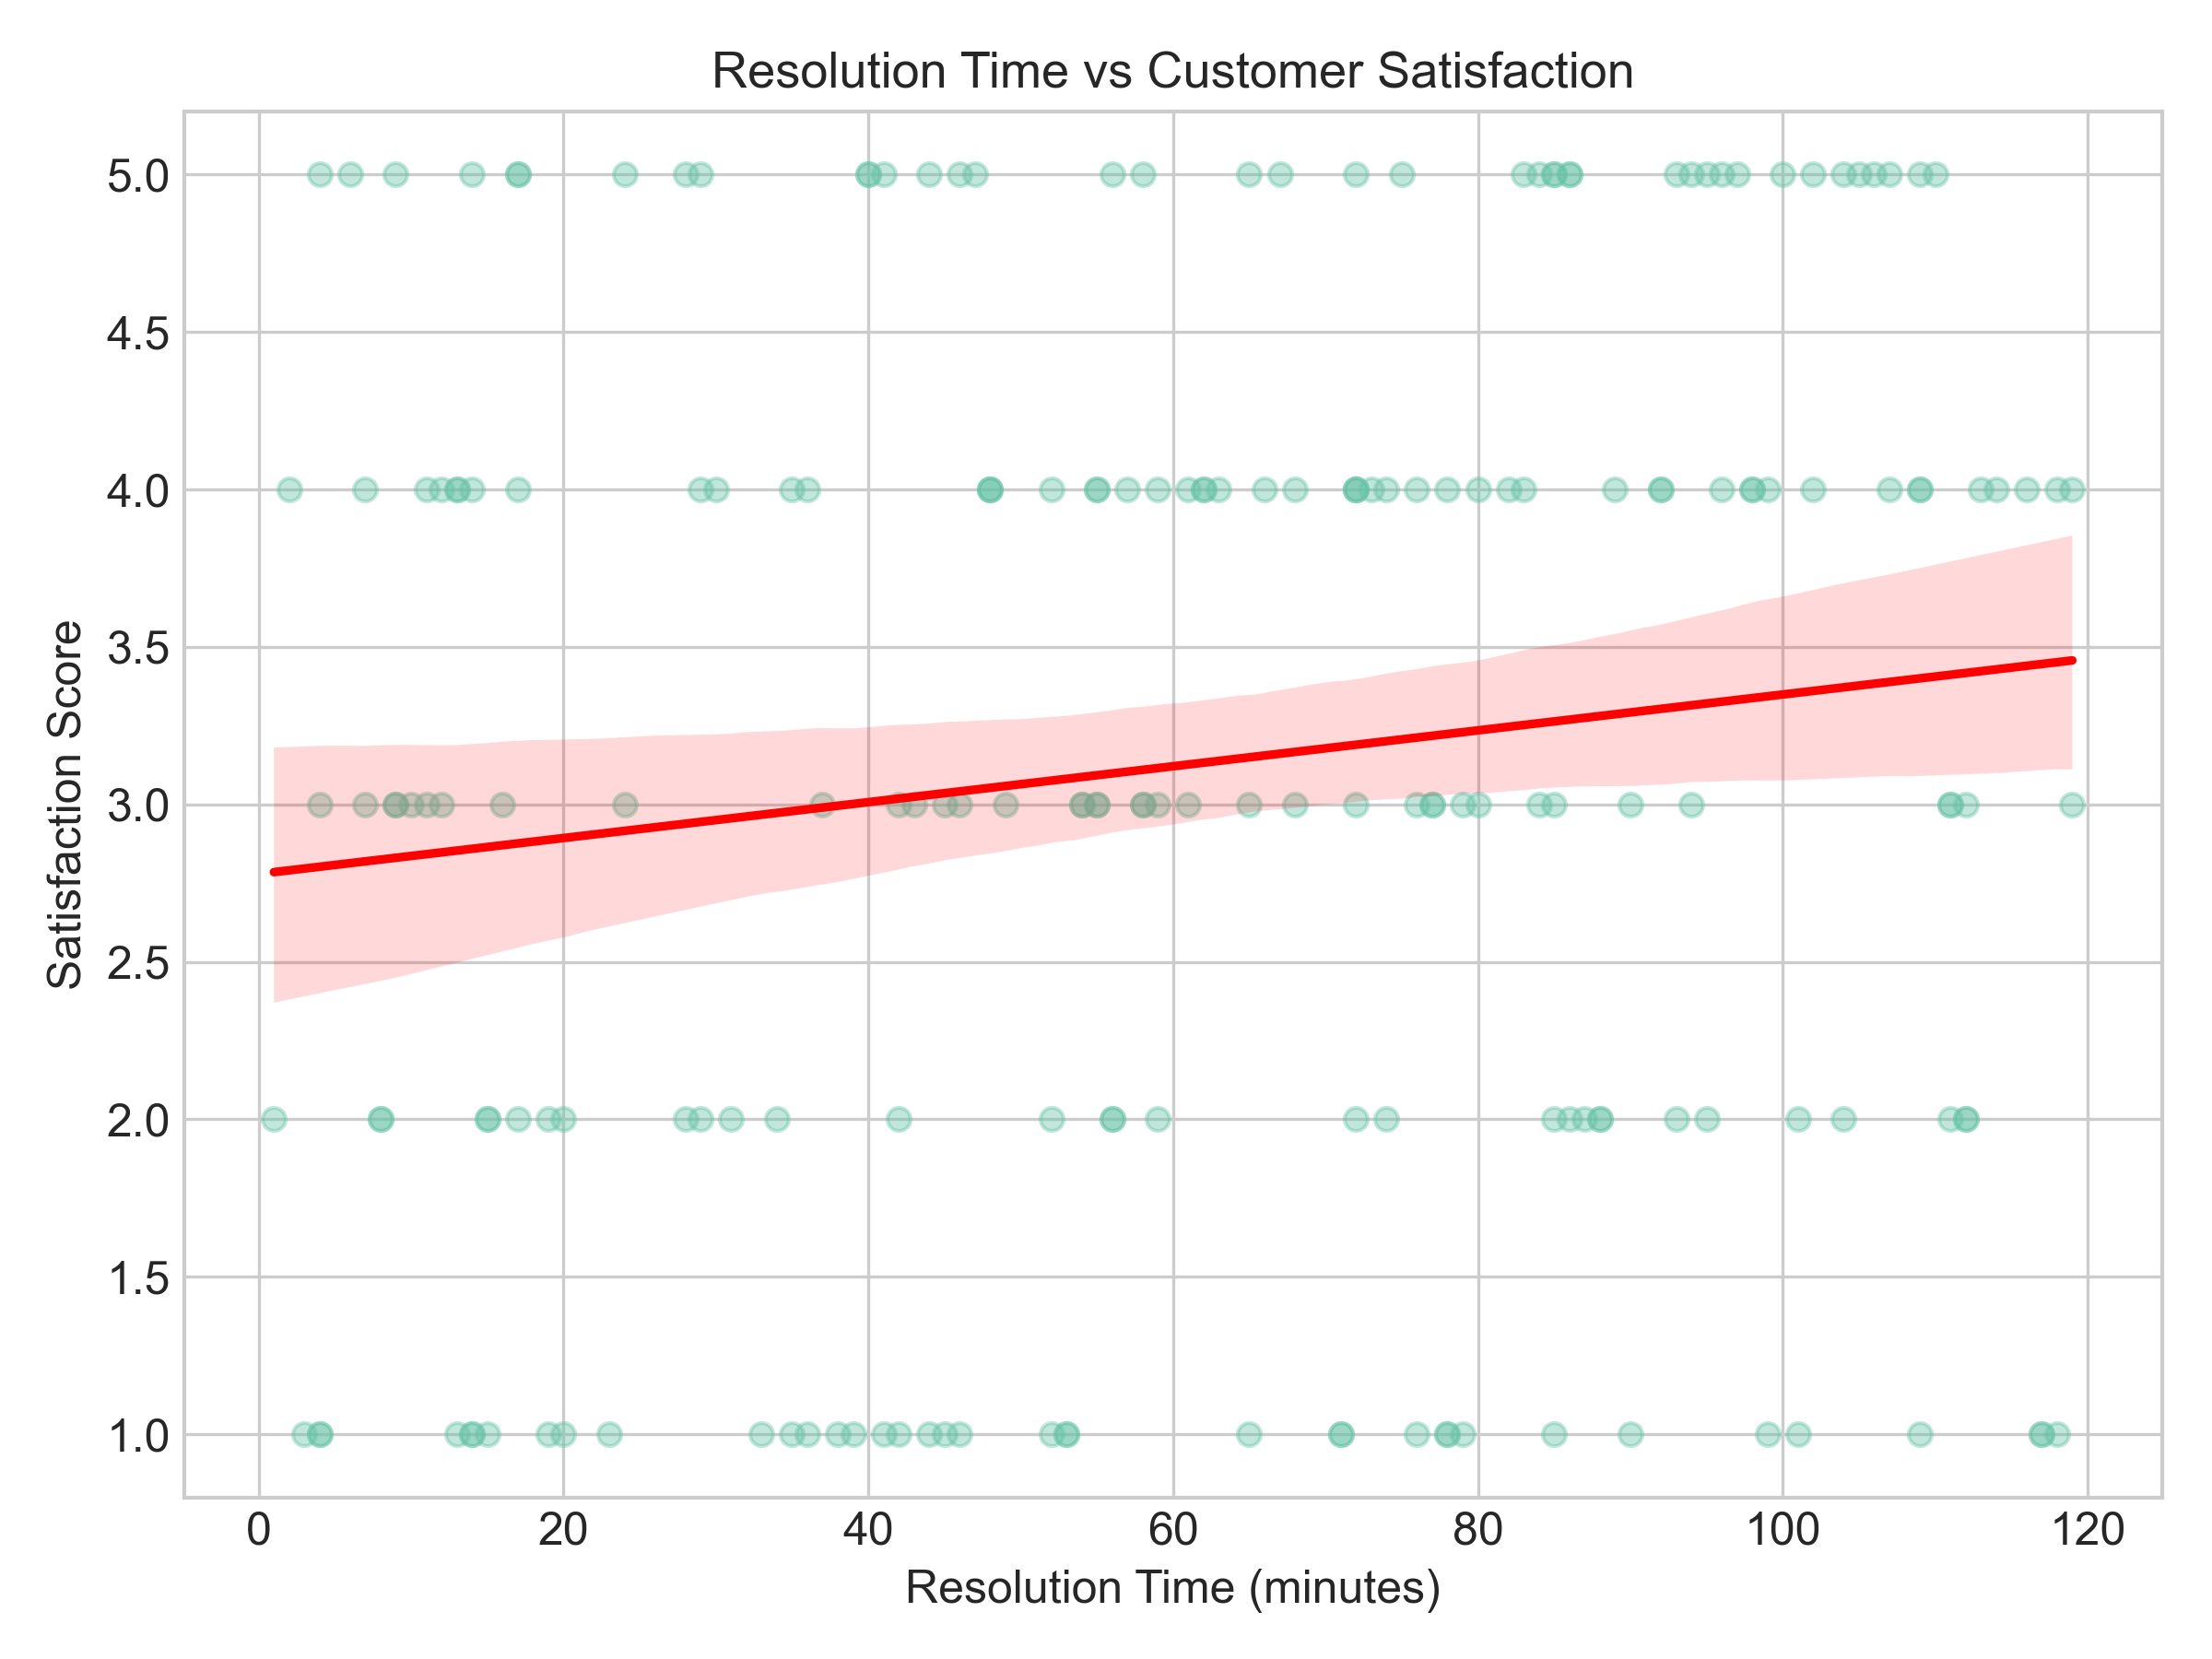 Resolution Time vs Customer Satisfaction
Satisfaction Score
5.0
4.5
4.0
3.5
3.0
2.5
2.0
1.5
1.0
0 20 40 60 80 100 120
Resolution Time (minutes)